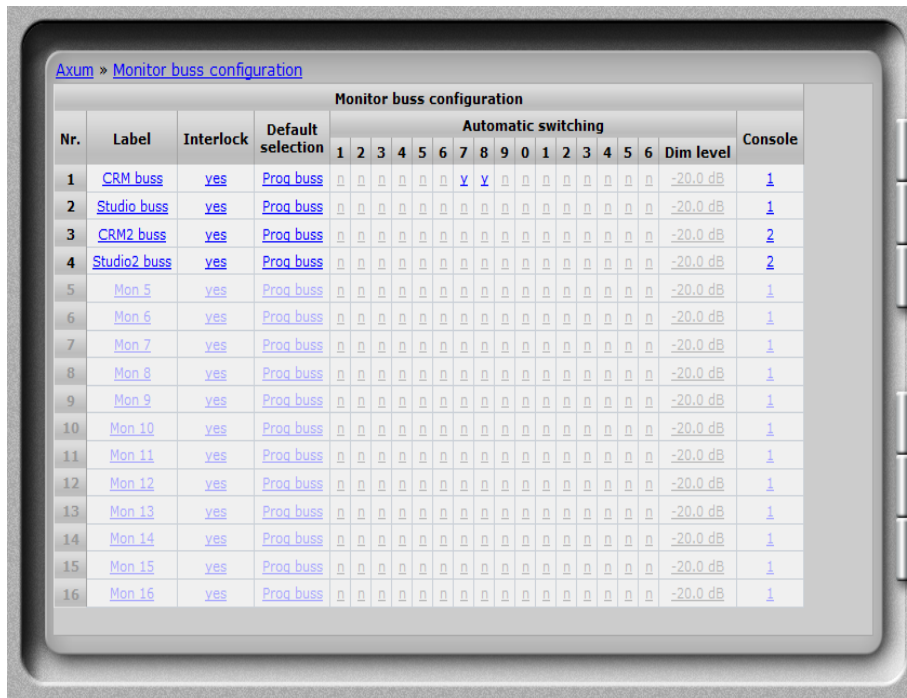 Axum » Monitor buss configuration
Monitor buss configuration
Nr. Label Interlock Default selection Automatic switching Console
1 2 3 4 5 6 7 8 9 0 1 2 3 4 5 6 Dim level
1 CRM buss yes Prog buss n n n n n n y y n n n n n n n n -20.0 dB 1
2 Studio buss yes Prog buss n n n n n n n n n n n n n n n n -20.0 dB 1
3 CRM2 buss yes Prog buss n n n n n n n n n n n n n n n n -20.0 dB 2
4 Studio2 buss yes Prog buss n n n n n n n n n n n n n n n n -20.0 dB 2
5 Mon 5 yes Prog buss n n n n n n n n n n n n n n n n -20.0 dB 1
6 Mon 6 yes Prog buss n n n n n n n n n n n n n n n n -20.0 dB 1
7 Mon 7 yes Prog buss n n n n n n n n n n n n n n n n -20.0 dB 1
8 Mon 8 yes Prog buss n n n n n n n n n n n n n n n n -20.0 dB 1
9 Mon 9 yes Prog buss n n n n n n n n n n n n n n n n -20.0 dB 1
10 Mon 10 yes Prog buss n n n n n n n n n n n n n n n n -20.0 dB 1
11 Mon 11 yes Prog buss n n n n n n n n n n n n n n n n -20.0 dB 1
12 Mon 12 yes Prog buss n n n n n n n n n n n n n n n n -20.0 dB 1
13 Mon 13 yes Prog buss n n n n n n n n n n n n n n n n -20.0 dB 1
14 Mon 14 yes Prog buss n n n n n n n n n n n n n n n n -20.0 dB 1
15 Mon 15 yes Prog buss n n n n n n n n n n n n n n n n -20.0 dB 1
16 Mon 16 yes Prog buss n n n n n n n n n n n n n n n n -20.0 dB 1